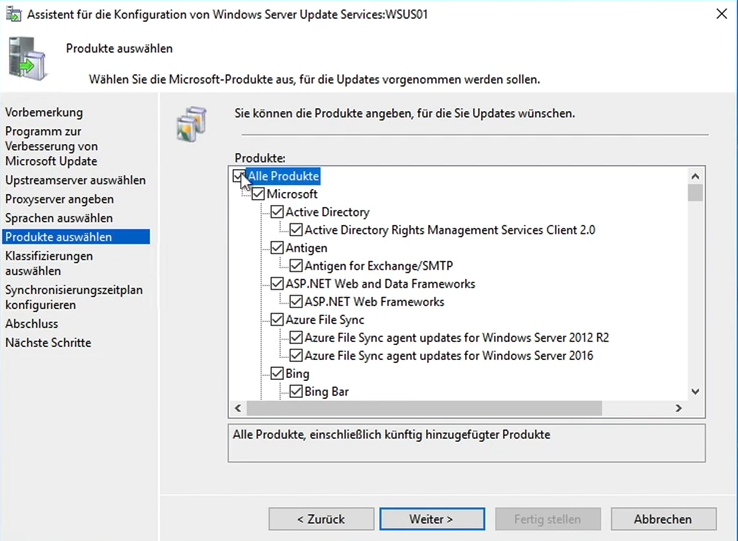 Assistent für die Konfiguration von Windows Server Update Services:WSUS01
Produkte auswählen
Wählen Sie die Microsoft-Produkte aus, für die Updates vorgenommen werden sollen.
Vorbemerkung
Programm zur
Verbesserung von
Microsoft Update
Upstreamserver auswählen
Proxyserver angeben
Sprachen auswählen
Produkte auswählen
Klassifizierungen
auswählen
Synchronisierungszeitplan
konfigurieren
Abschluss
Nächste Schritte
Sie können die Produkte angeben, für die Sie Updates wünschen.
Produkte:
Alle Produkte
Microsoft
Active Directory
Active Directory Rights Management Services Client 2.0
Antigen
Antigen for Exchange/SMTP
ASP.NET Web and Data Frameworks
ASP.NET Web Frameworks
Azure File Sync
Azure File Sync agent updates for Windows Server 2012 R2
Azure File Sync agent updates for Windows Server 2016
Bing
Bing Bar
Alle Produkte, einschließlich künftig hinzugefügter Produkte
< Zurück
Weiter >
Fertig stellen
Abbrechen